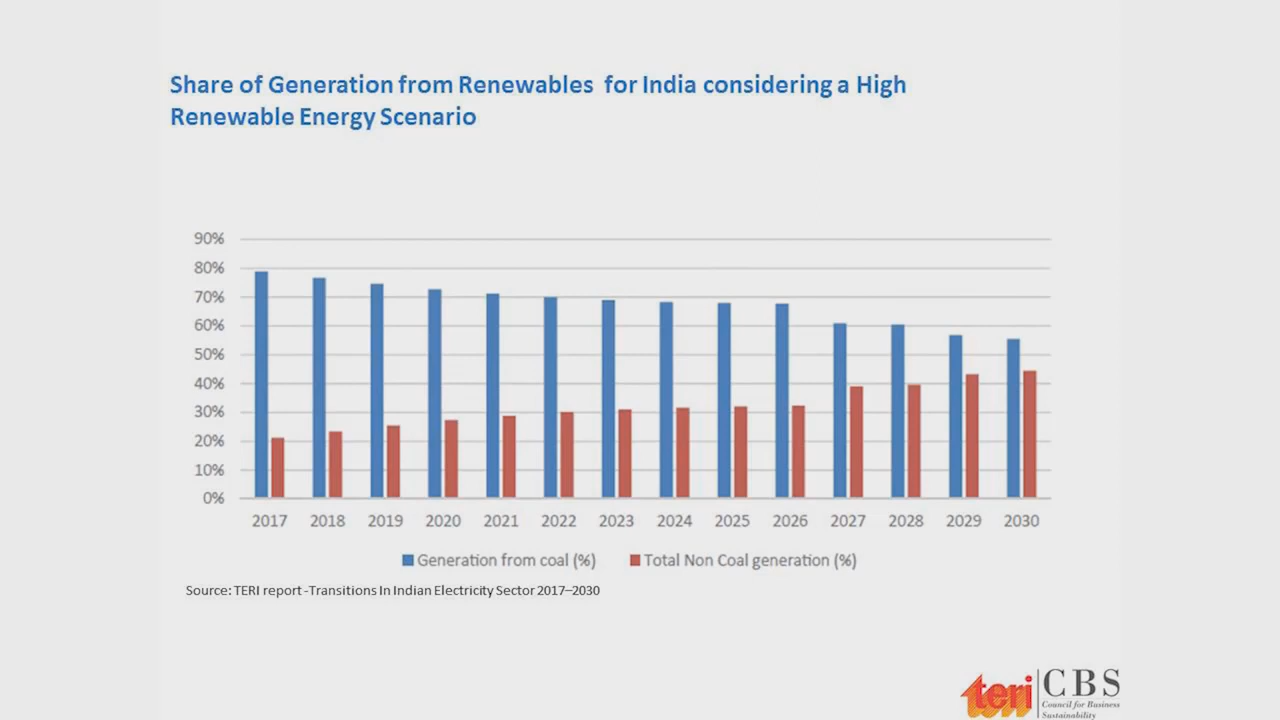 Share of Generation from Renewables for India considering a High
Renewable Energy Scenario
90%
80%
70%
60%
50%
40%
30%
20%
10%
0%
2017 2018 2019 2020 2021 2022 2023 2024 2025 2026 2027 2028 2029 2030
Generation from coal (%) Total Non Coal generation (%)
Source: TERI report -Transitions In Indian Electricity Sector 2017–2030
teri CBS
Council for Business
Sustainability